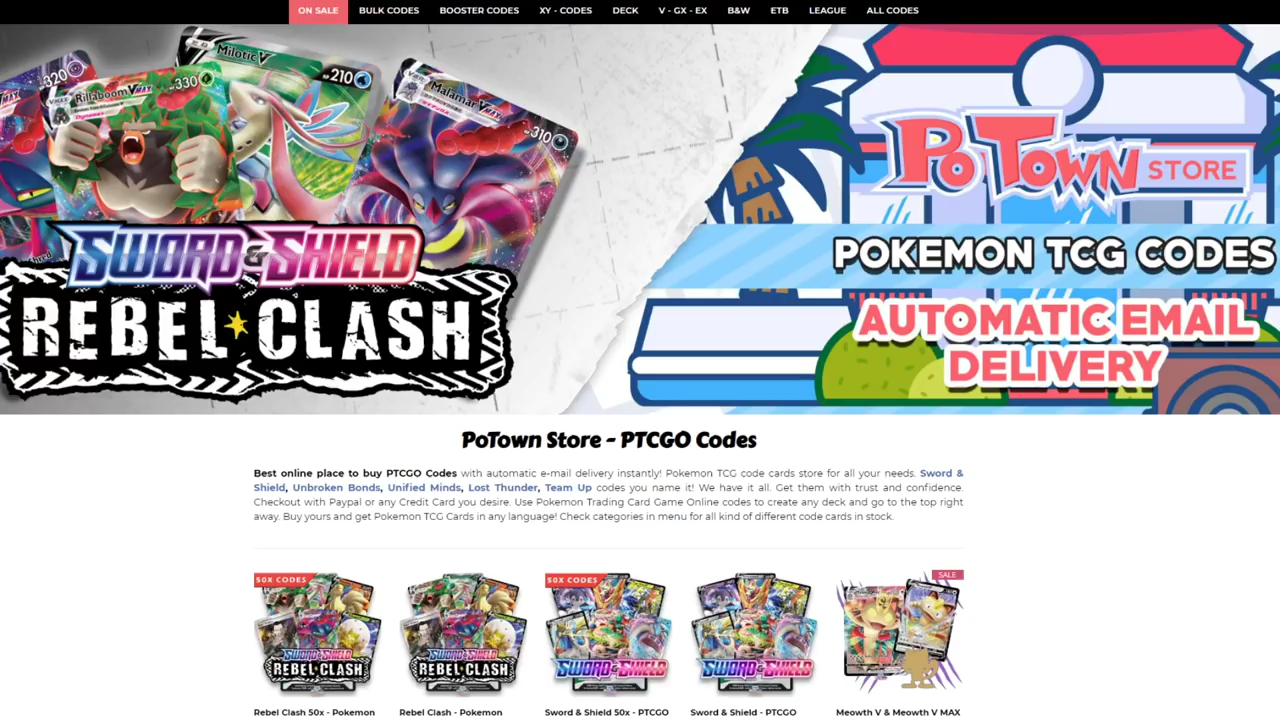 ON SALE BULK CODES BOOSTER CODES XY - CODES DECK V - GX - EX B&W ETB LEAGUE ALL CODES
Milotic V
210
320
Rillaboom VMAX
330
Malamar VMAX
310
SWORD & SHIELD
REBEL CLASH
POTOWN STORE
POKEMON TCG CODES
AUTOMATIC EMAIL
DELIVERY
PoTown Store - PTCGO Codes
Best online place to buy PTCGO Codes with automatic e-mail delivery instantly! Pokemon TCG code cards store for all your needs. Sword &
Shield, Unbroken Bonds, Unified Minds, Lost Thunder, Team Up codes you name it! We have it all. Get them with trust and confidence.
Checkout with Paypal or any Credit Card you desire. Use Pokemon Trading Card Game Online codes to create any deck and go to the top right
away. Buy yours and get Pokemon TCG Cards in any language! Check categories in menu for all kind of different code cards in stock.
50X CODES
50X CODES
SALE
SWORD & SHIELD
REBEL CLASH
SWORD & SHIELD
REBEL CLASH
SWORD & SHIELD
SWORD & SHIELD
Rebel Clash 50x - Pokemon
Rebel Clash - Pokemon
Sword & Shield 50x - PTCGO
Sword & Shield - PTCGO
Meowth V & Meowth V MAX